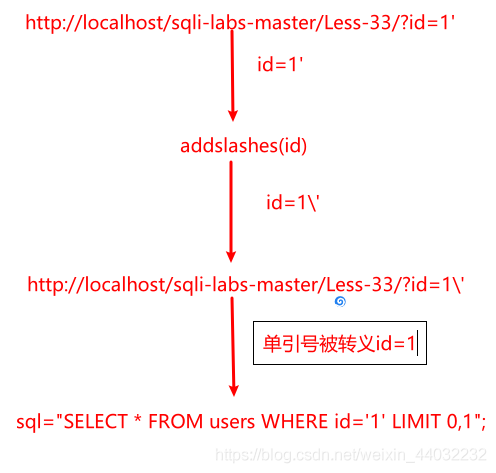 http://localhost/sqli-labs-master/Less-33/?id=1'
id=1'
addslashes(id)
id=1\'
http://localhost/sqli-labs-master/Less-33/?id=1\'
单引号被转义id=1
sql="SELECT * FROM users WHERE id='1' LIMIT 0,1";
https://blog.csdn.net/weixin_44032232